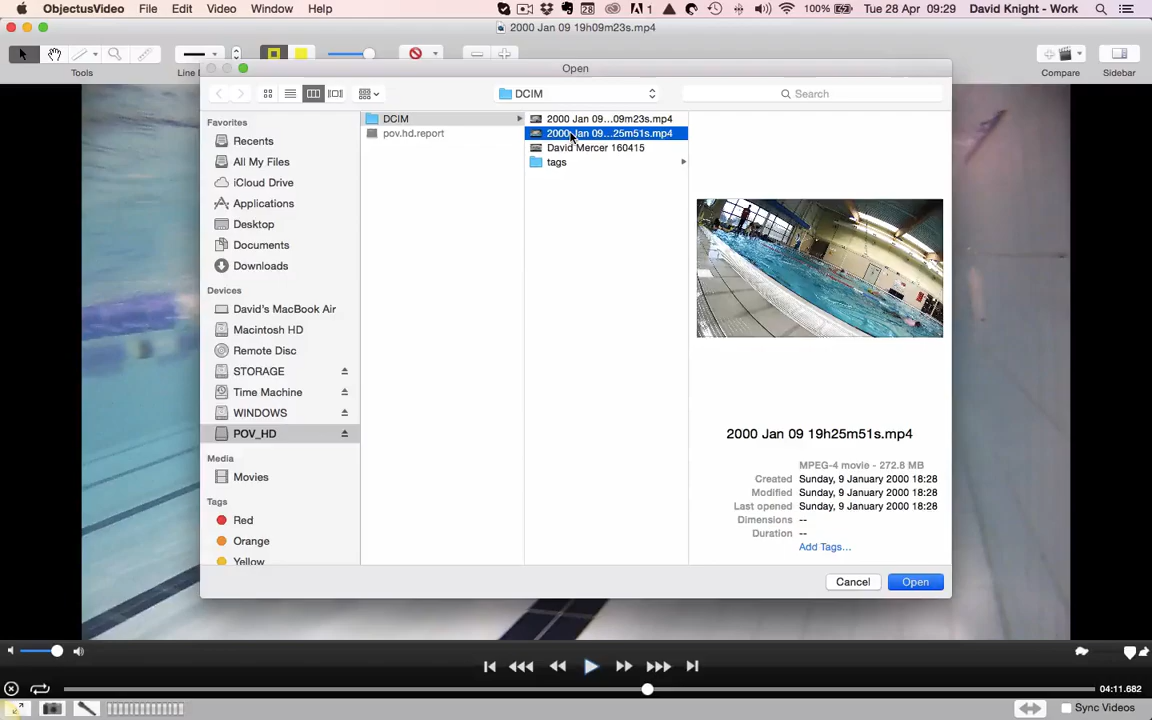 ObjectusVideo File Edit Video Window Help
1 100% Tue 28 Apr 09:29 David Knight - Work
2000 Jan 09 19h09m23s.mp4
Tools
Compare
Sidebar
Open
DCIM
Search
Favorites
Recents
All My Files
iCloud Drive
Applications
Desktop
Documents
Downloads
Devices
David's MacBook Air
Macintosh HD
Remote Disc
STORAGE
Time Machine
WINDOWS
POV_HD
Media
Movies
Tags
Red
Orange
Yellow
DCIM
pov.hd.report
2000 Jan 09...09m23s.mp4
2000 Jan 09...25m51s.mp4
David Mercer 160415
tags
2000 Jan 09 19h25m51s.mp4
MPEG-4 movie - 272.8 MB
Created Sunday, 9 January 2000 18:28
Modified Sunday, 9 January 2000 18:28
Last opened Sunday, 9 January 2000 18:28
Dimensions --
Duration --
Add Tags...
Cancel
Open
04:11.682
Sync Videos